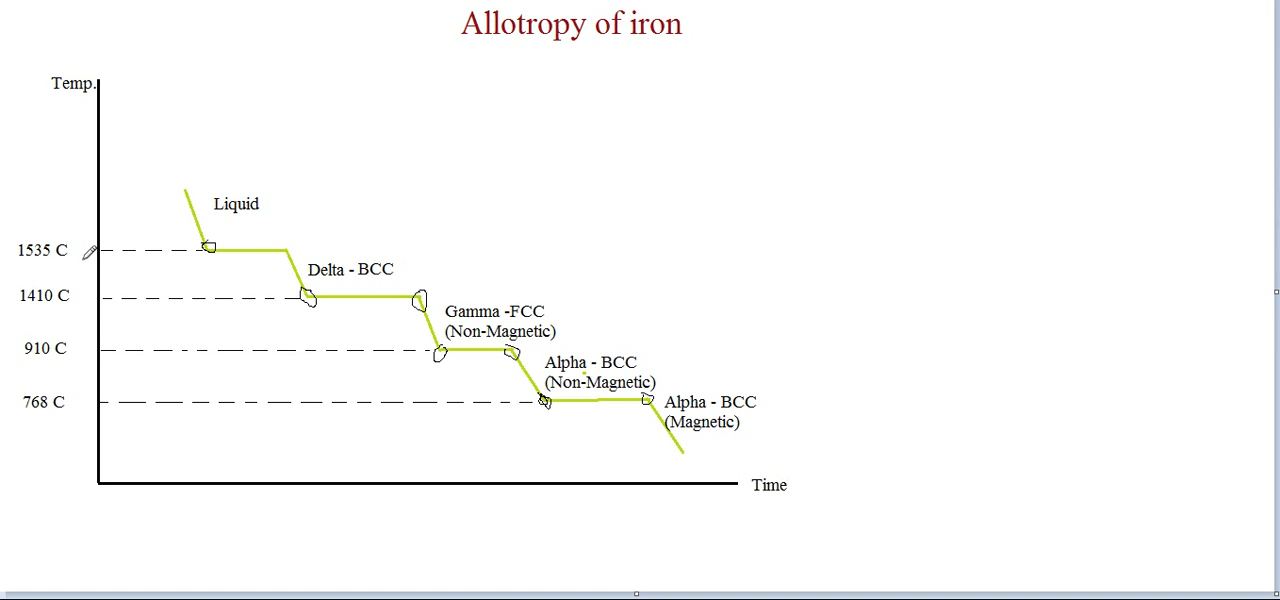 Allotropy of iron
Temp.
Liquid
1535 C
Delta - BCC
1410 C
Gamma -FCC
(Non-Magnetic)
910 C
Alpha - BCC
(Non-Magnetic)
768 C
Alpha - BCC
(Magnetic)
Time